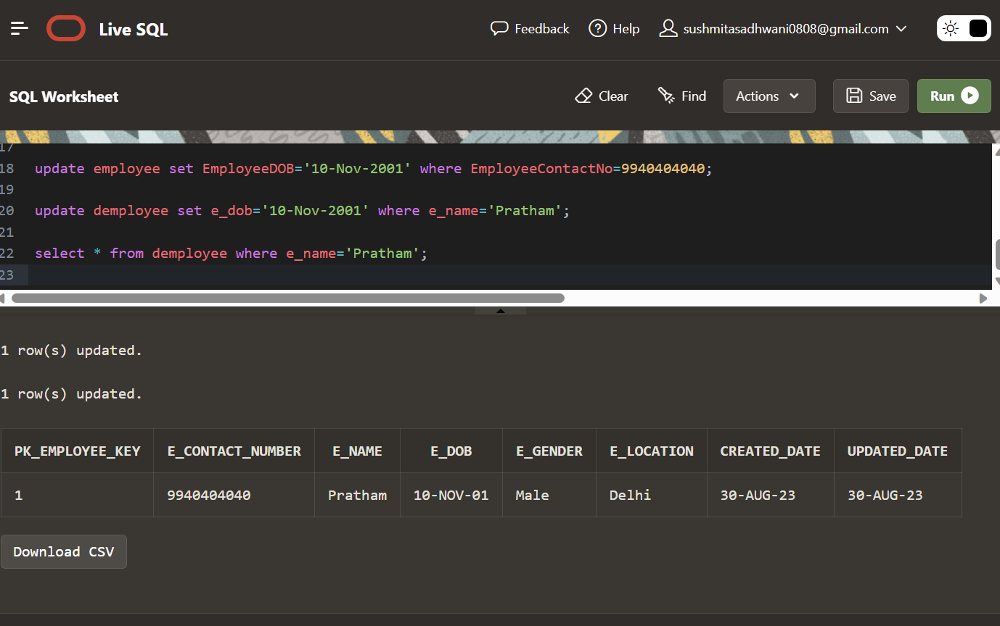 Live SQL Feedback Help sushmitasadhwani0808@gmail.com
SQL Worksheet Clear Find Actions Save Run
17
18 update employee set EmployeeDOB='10-Nov-2001' where EmployeeContactNo=9940404040;
19
20 update demployee set e_dob='10-Nov-2001' where e_name='Pratham';
21
22 select * from demployee where e_name='Pratham';
23
1 row(s) updated.
1 row(s) updated.
PK_EMPLOYEE_KEY E_CONTACT_NUMBER E_NAME E_DOB E_GENDER E_LOCATION CREATED_DATE UPDATED_DATE
1 9940404040 Pratham 10-NOV-01 Male Delhi 30-AUG-23 30-AUG-23
Download CSV